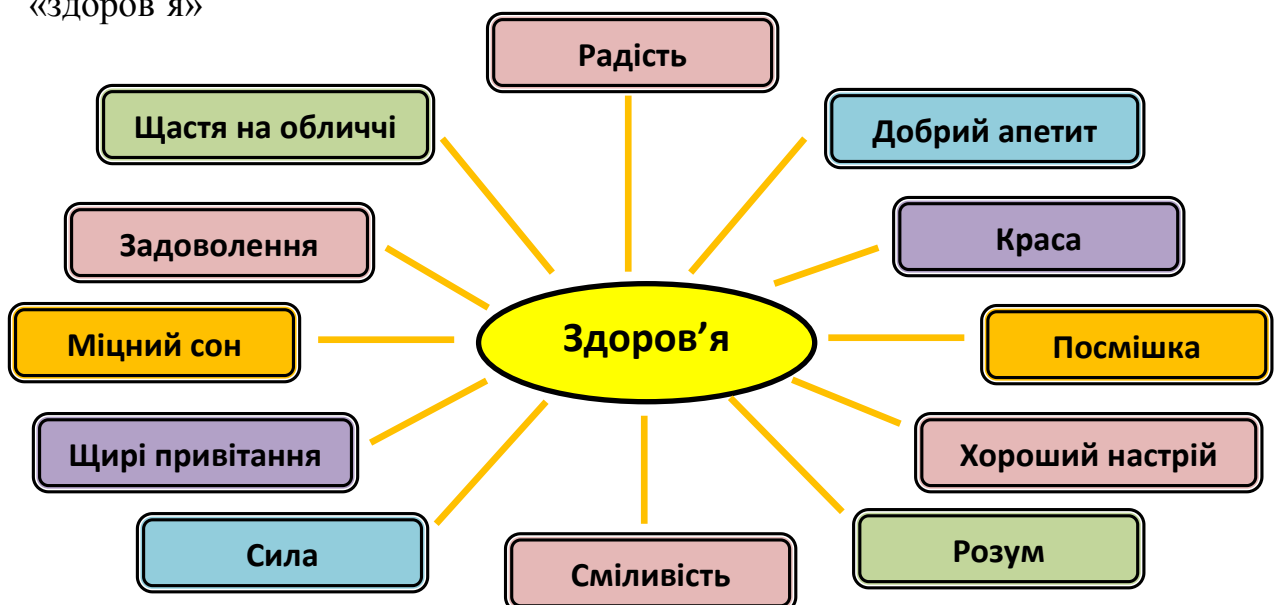 «здоров'я»
Радість
Щастя на обличчі
Добрий апетит
Задоволення
Краса
Здоров’я
Міцний сон
Посмішка
Щирі привітання
Хороший настрій
Сила
Сміливість
Розум